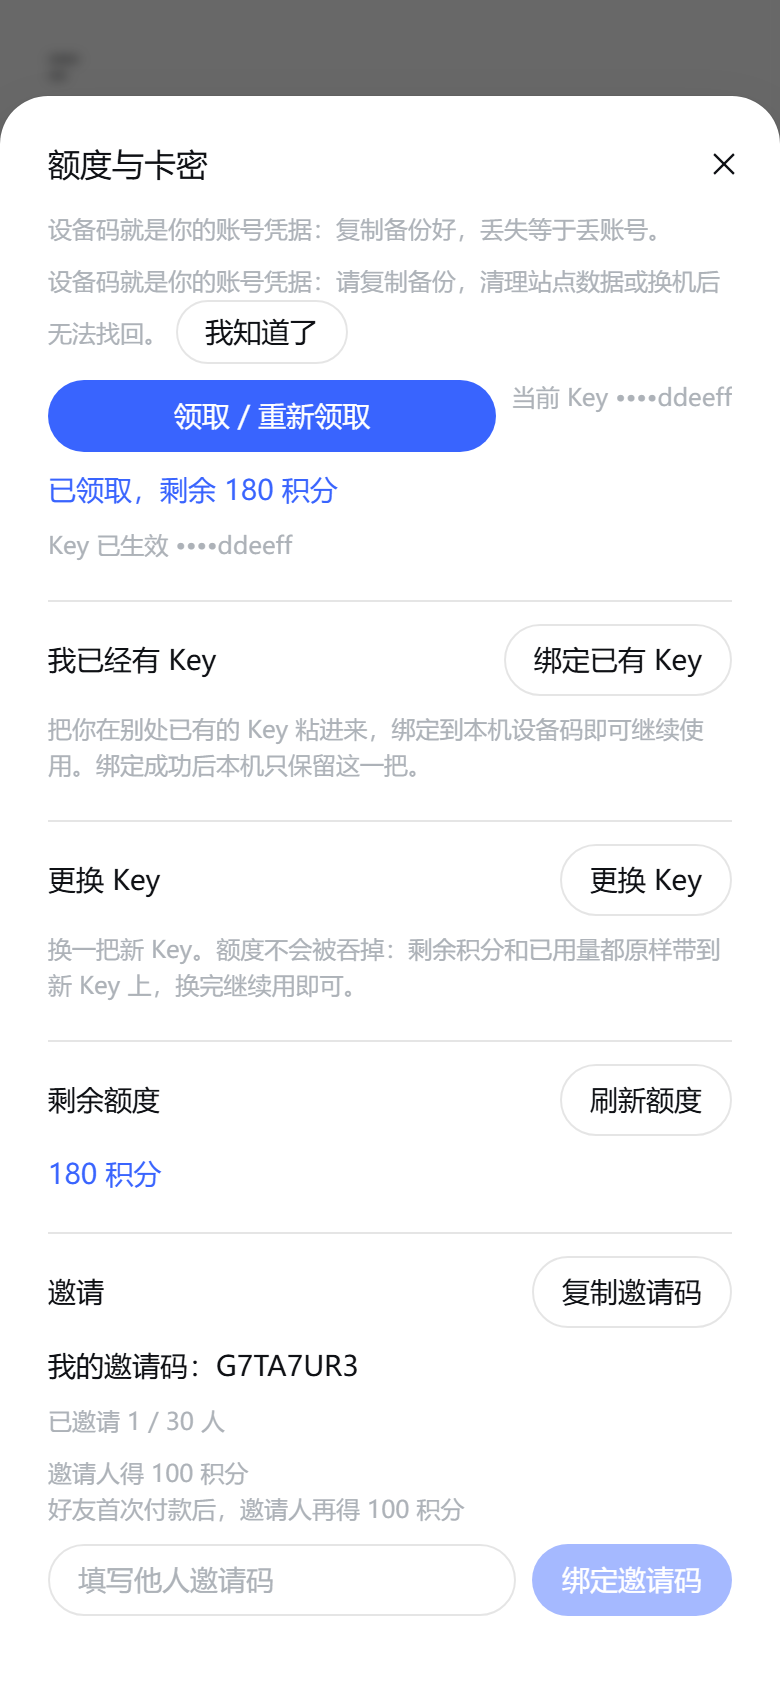 额度与卡密
设备码就是你的账号凭据：复制备份好，丢失等于丢账号。
设备码就是你的账号凭据：请复制备份，清理站点数据或换机后
无法找回。 我知道了
领取 / 重新领取 当前 Key ••••ddeeff
已领取，剩余 180 积分
Key 已生效 ••••ddeeff
我已经有 Key 绑定已有 Key
把你在别处已有的 Key 粘进来，绑定到本机设备码即可继续使
用。绑定成功后本机只保留这一把。
更换 Key 更换 Key
换一把新 Key。额度不会被吞掉：剩余积分和已用量都原样带到
新 Key 上，换完继续用即可。
剩余额度 刷新额度
180 积分
邀请 复制邀请码
我的邀请码：G7TA7UR3
已邀请 1 / 30 人
邀请人得 100 积分
好友首次付款后，邀请人再得 100 积分
填写他人邀请码 绑定邀请码